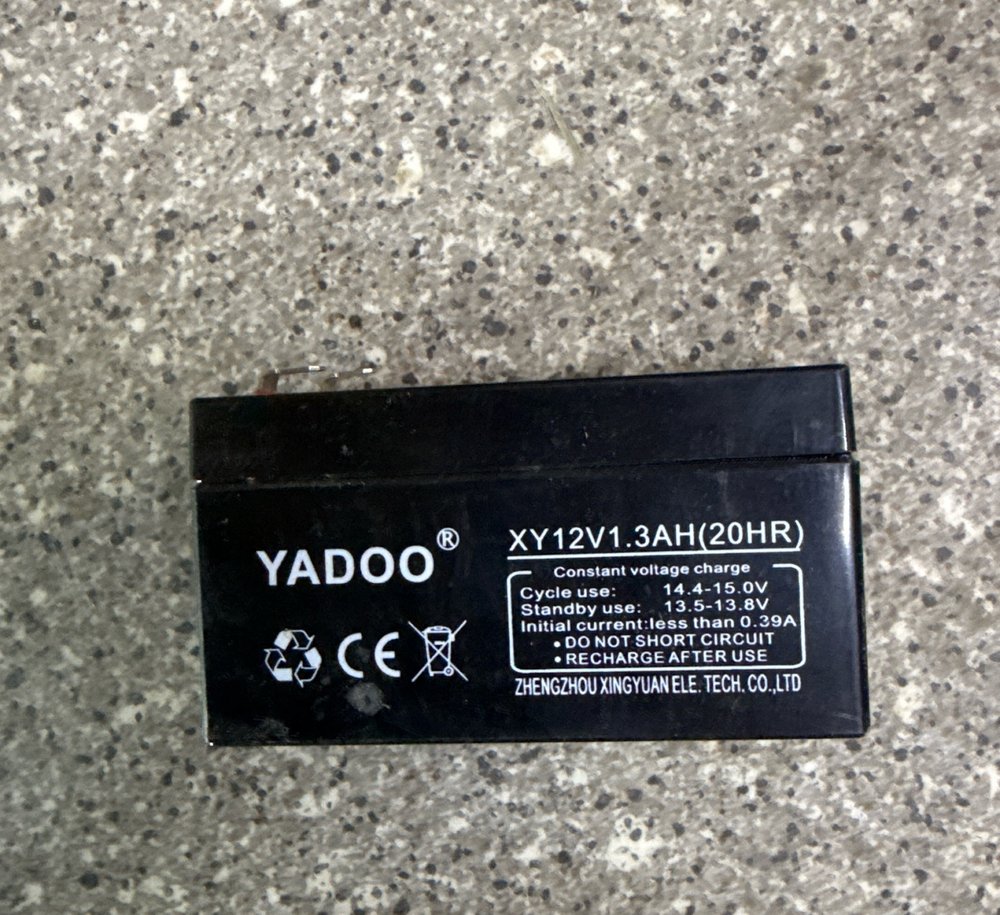 YADOO®
CE
XY12V1.3AH(20HR)
Constant voltage charge
Cycle use: 14.4-15.0V
Standby use: 13.5-13.8V
Initial current:less than 0.39A
•DO NOT SHORT CIRCUIT
•RECHARGE AFTER USE
ZHENGZHOU XINGYUAN ELE. TECH. CO.,LTD